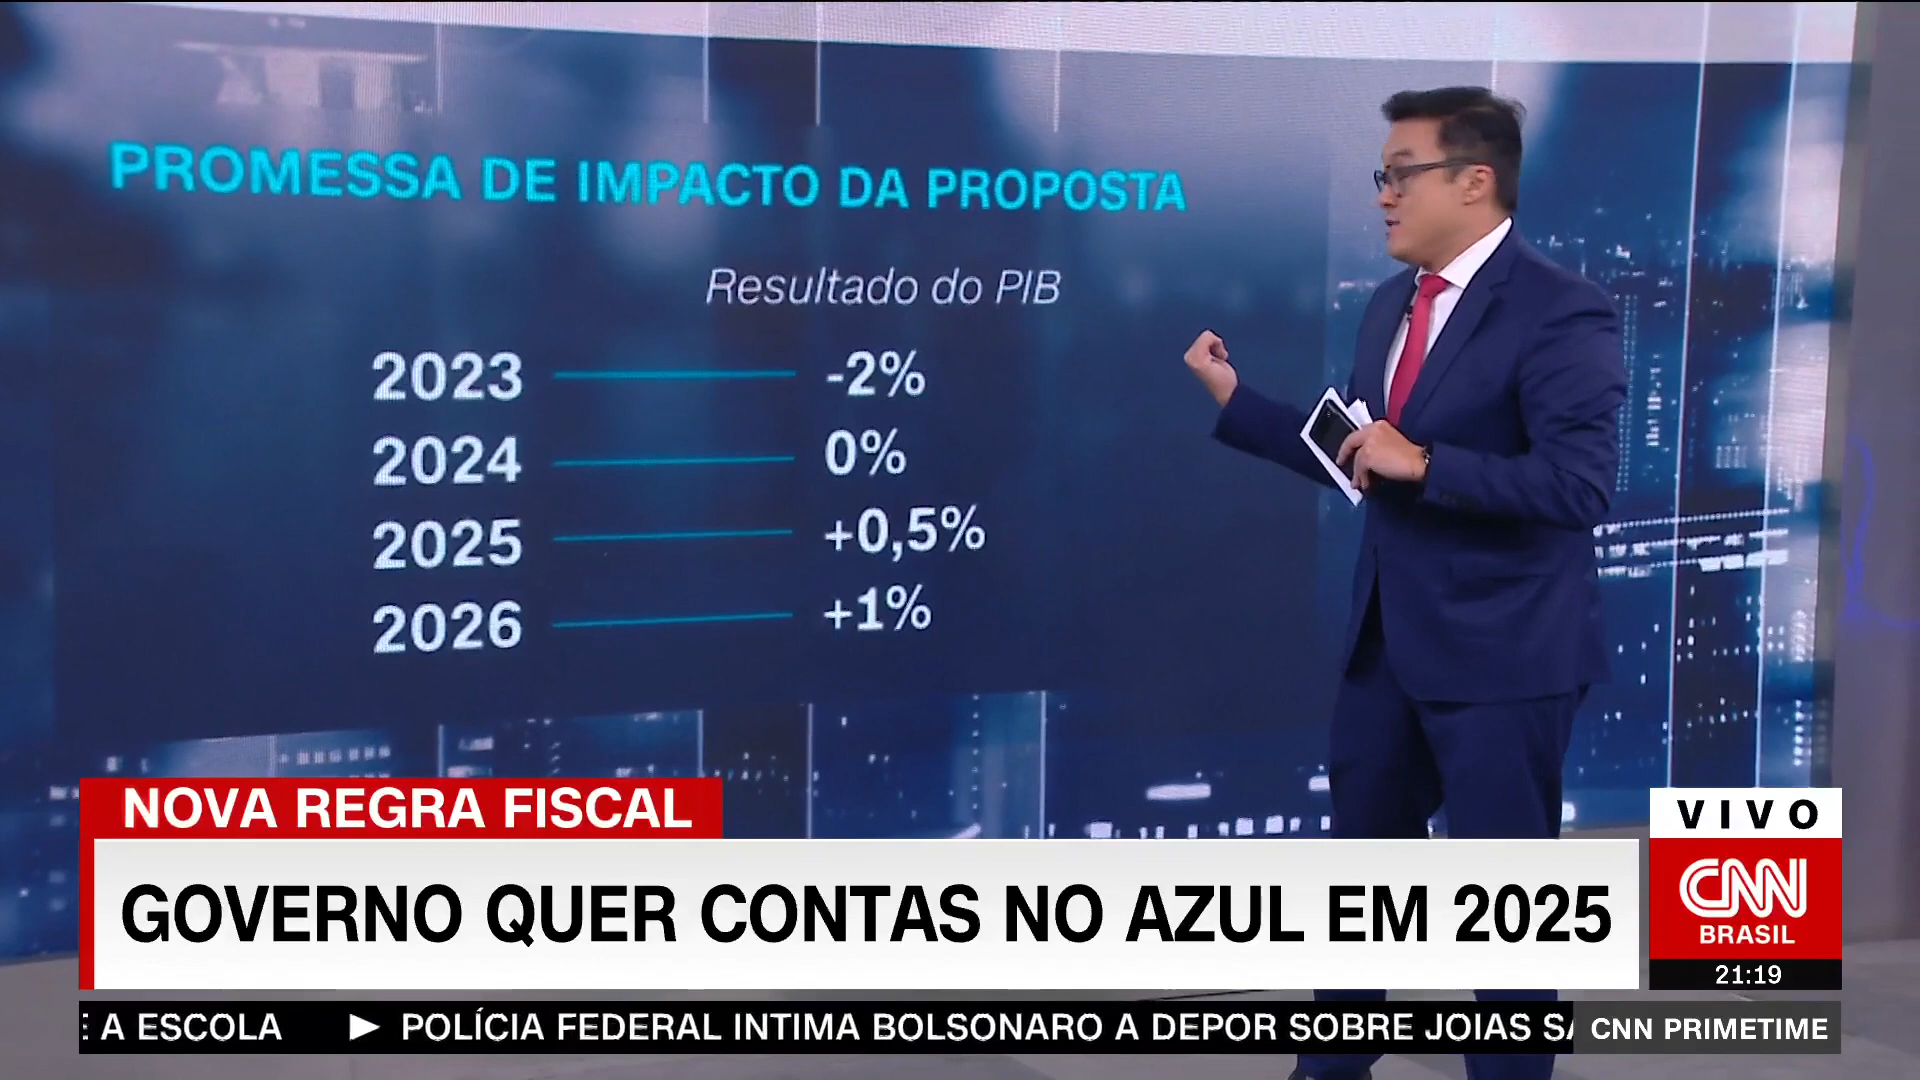 PROMESSA DE IMPACTO DA PROPOSTA
Resultado do PIB
2023 -2%
2024 0%
2025 +0,5%
2026 +1%
NOVA REGRA FISCAL
GOVERNO QUER CONTAS NO AZUL EM 2025
VIVO
CNN
BRASIL
21:19
A ESCOLA ▶ POLÍCIA FEDERAL INTIMA BOLSONARO A DEPOR SOBRE JOIAS
CNN PRIMETIME